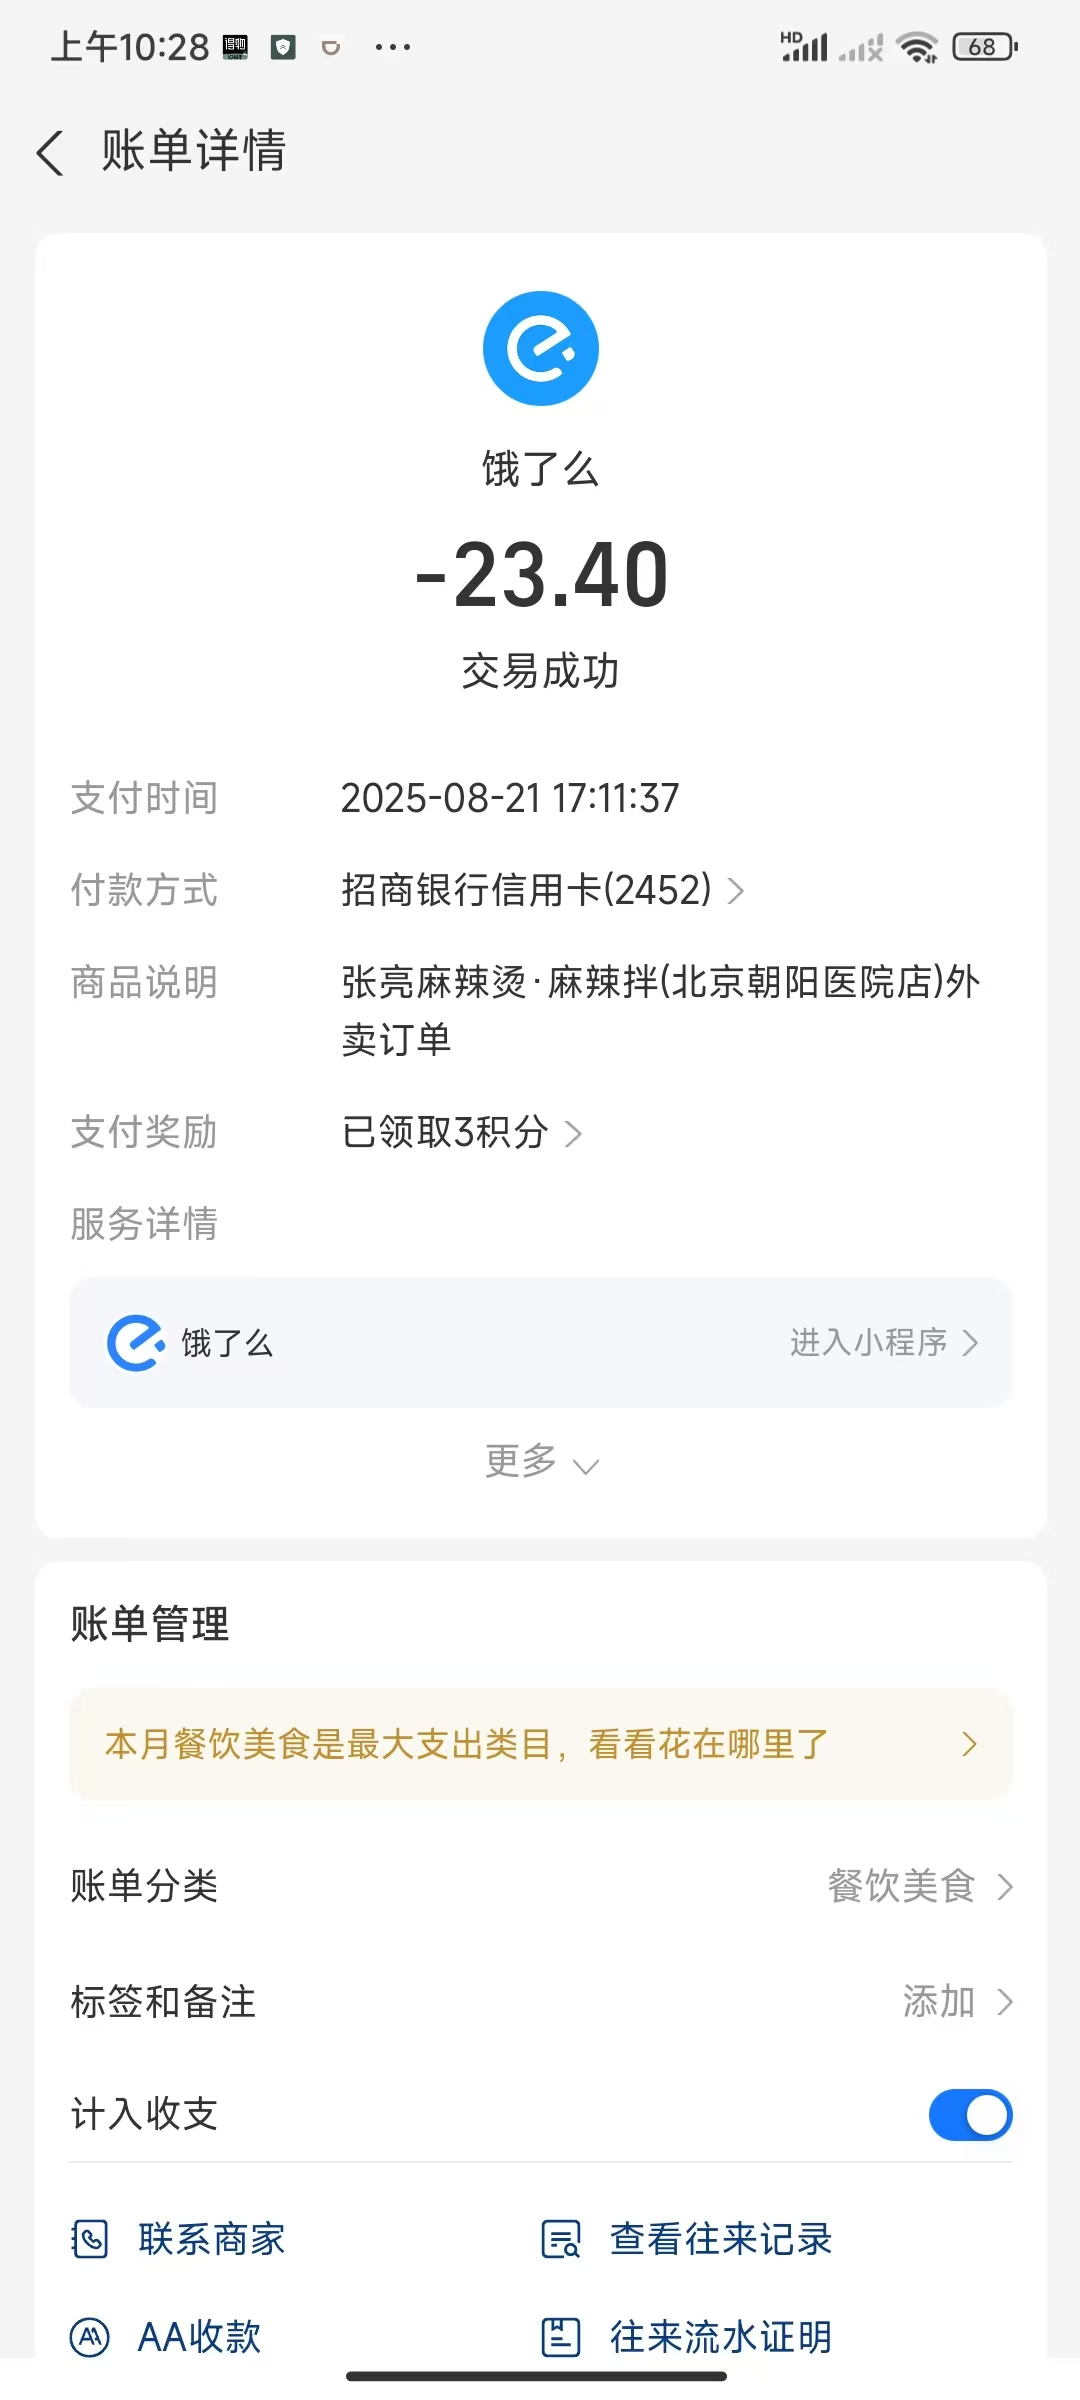 上午10:28
HD
68
账单详情
饿了么
-23.40
交易成功
支付时间 2025-08-21 17:11:37
付款方式 招商银行信用卡(2452)
商品说明 张亮麻辣烫·麻辣拌(北京朝阳医院店)外
卖订单
支付奖励 已领取3积分
服务详情
饿了么 进入小程序
更多
账单管理
本月餐饮美食是最大支出类目，看看花在哪里了
账单分类 餐饮美食
标签和备注 添加
计入收支
联系商家 查看往来记录
AA收款 往来流水证明